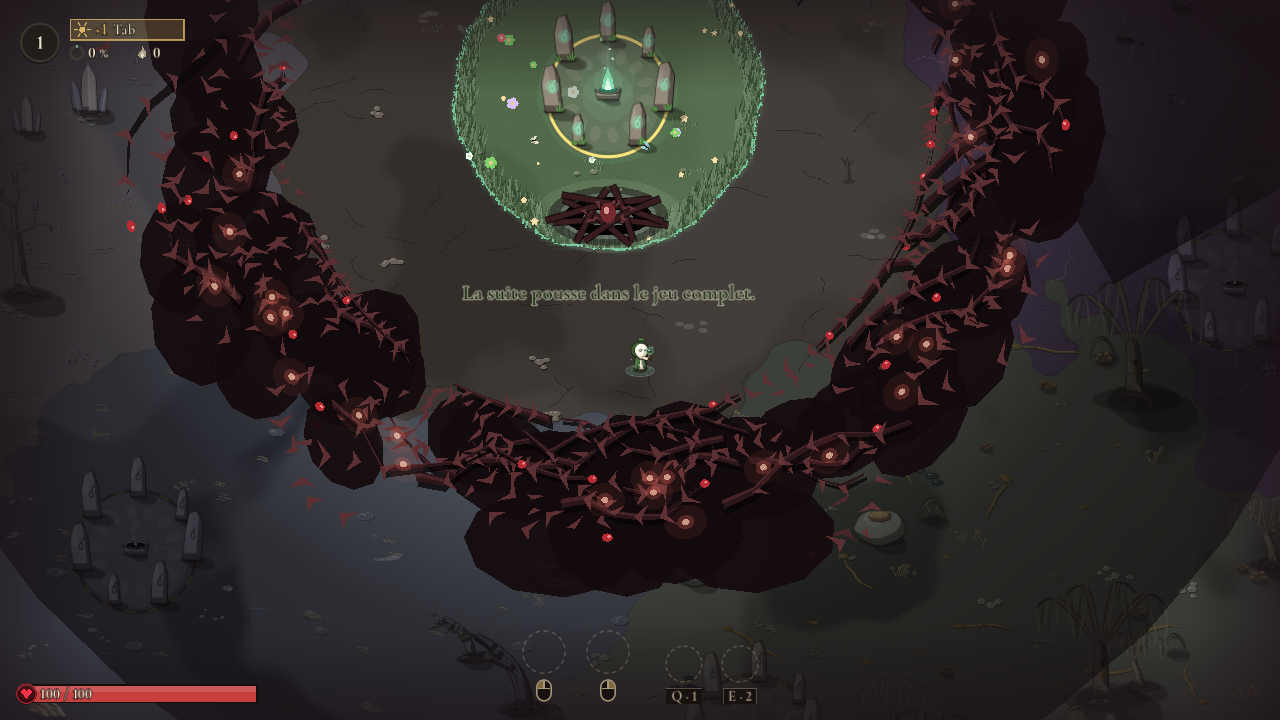 1
+1 Tab
0 %
0
La suite pousse dans le jeu complet.
100 / 100
Q - 1
E - 2